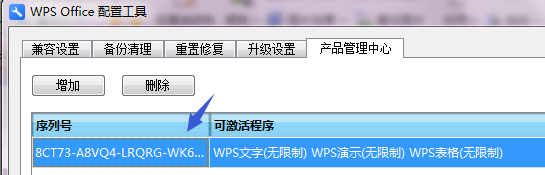 WPS Office 配置工具
兼容设置 备份清理 重置修复 升级设置 产品管理中心
增加 删除
序列号 可激活程序
8CT73-A8VQ4-LRQRG-WK6... WPS文字(无限制) WPS演示(无限制) WPS表格(无限制)